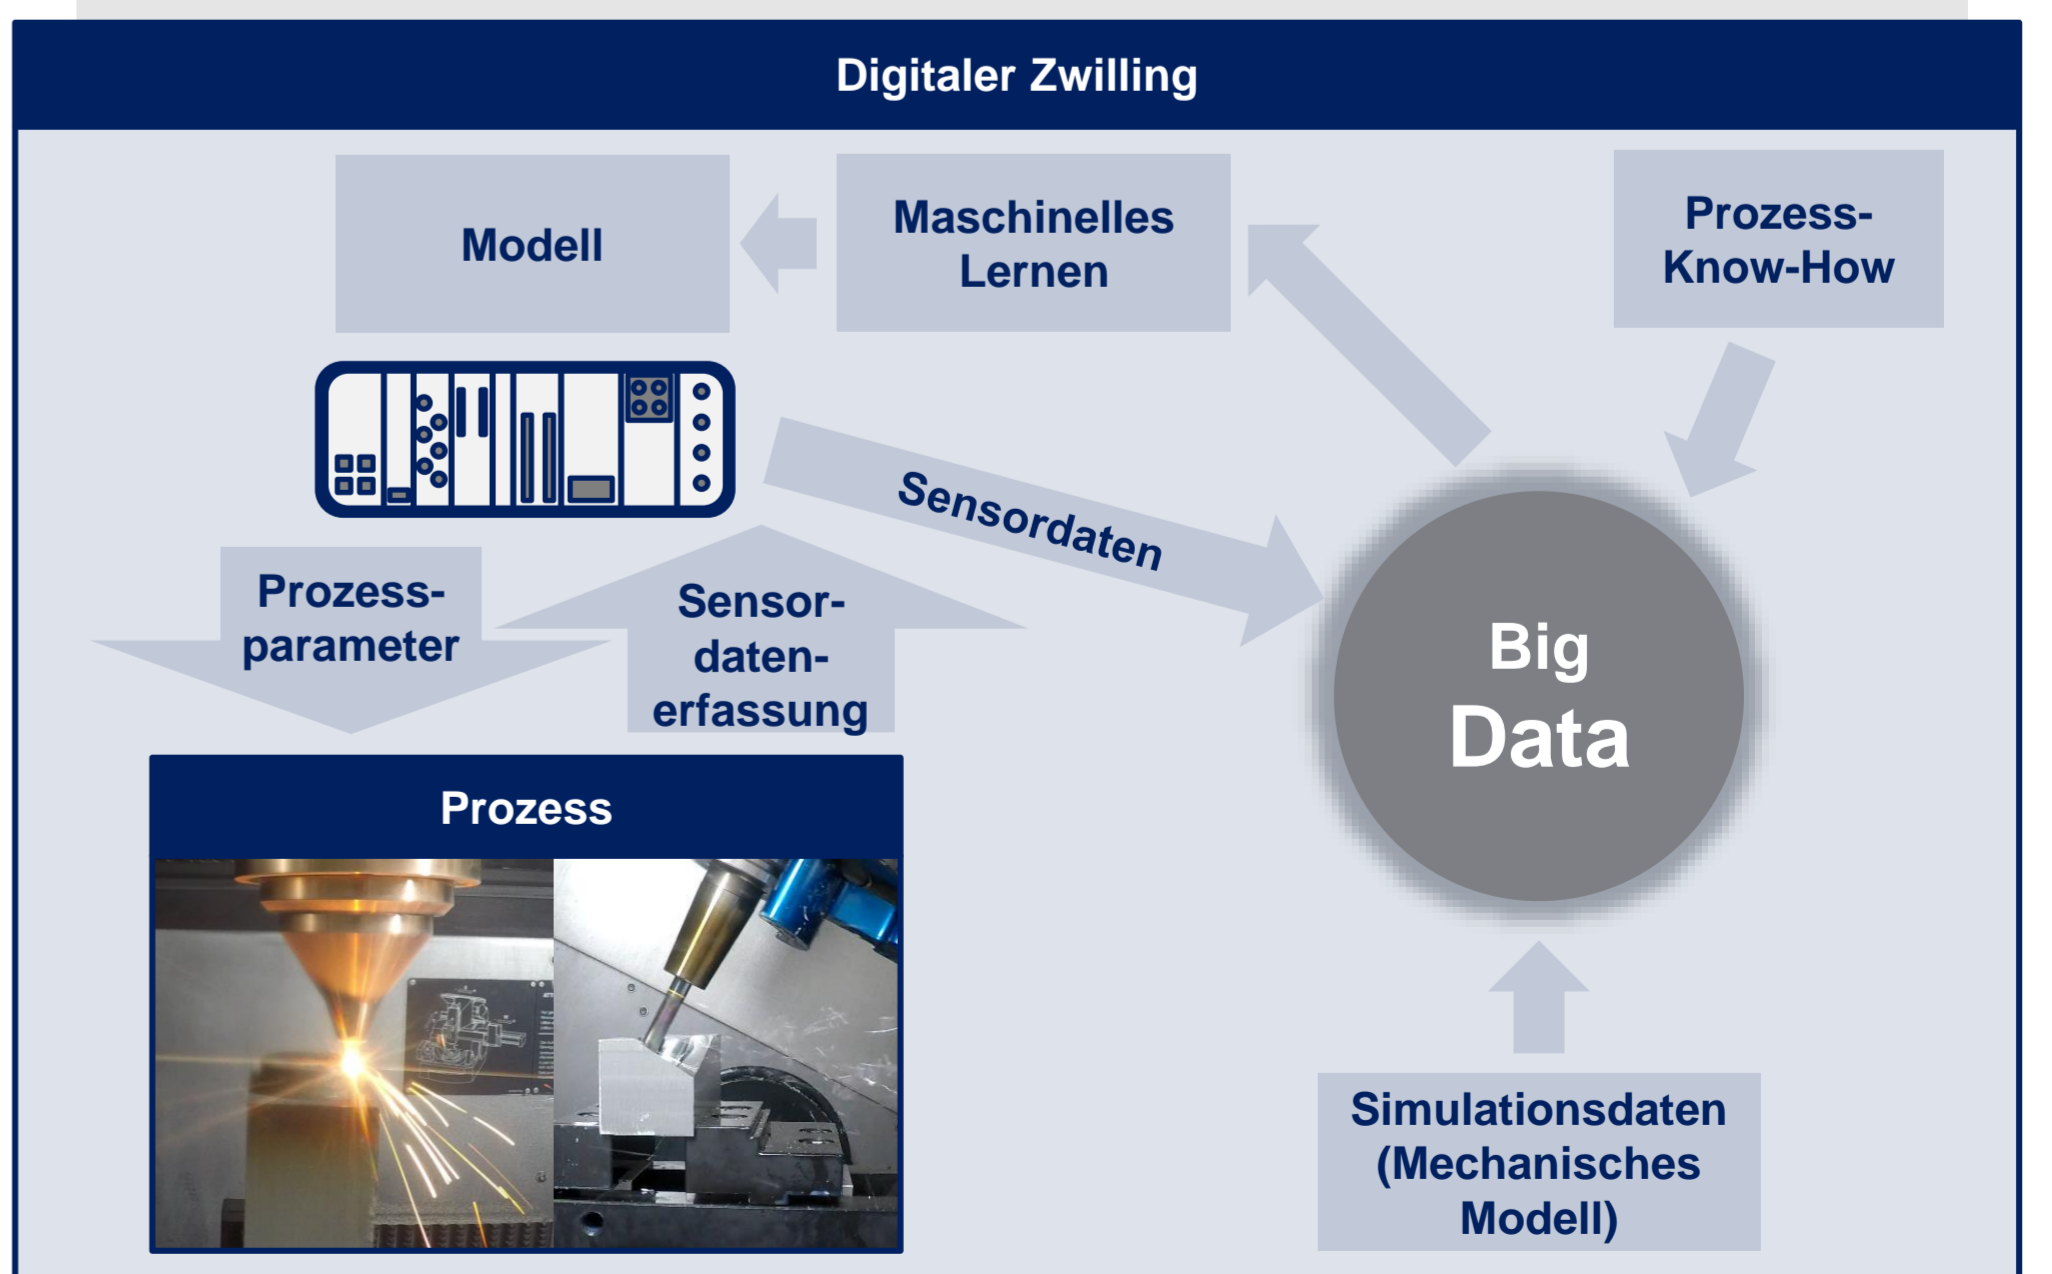 Digitaler Zwilling
Modell
Maschinelles
Lernen
Prozess-
Know-How
Sensordaten
Prozess-
parameter
Sensor-
daten-
erfassung
Big
Data
Prozess
Simulationsdaten
(Mechanisches
Modell)